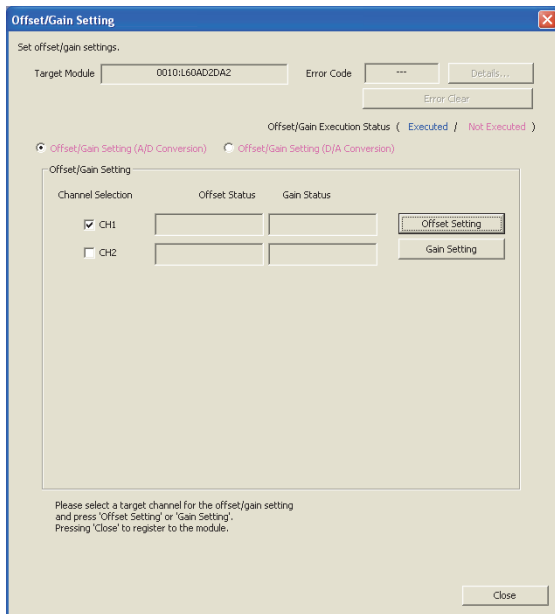 Offset/Gain Setting
Set offset/gain settings.
Target Module 0010:L60AD2DA2 Error Code --- Details...
Error Clear
Offset/Gain Execution Status ( Executed / Not Executed )
Offset/Gain Setting (A/D Conversion) Offset/Gain Setting (D/A Conversion)
Offset/Gain Setting
Channel Selection Offset Status Gain Status
CH1 Offset Setting
CH2 Gain Setting
Please select a target channel for the offset/gain setting
and press 'Offset Setting' or 'Gain Setting'.
Pressing 'Close' to register to the module.
Close